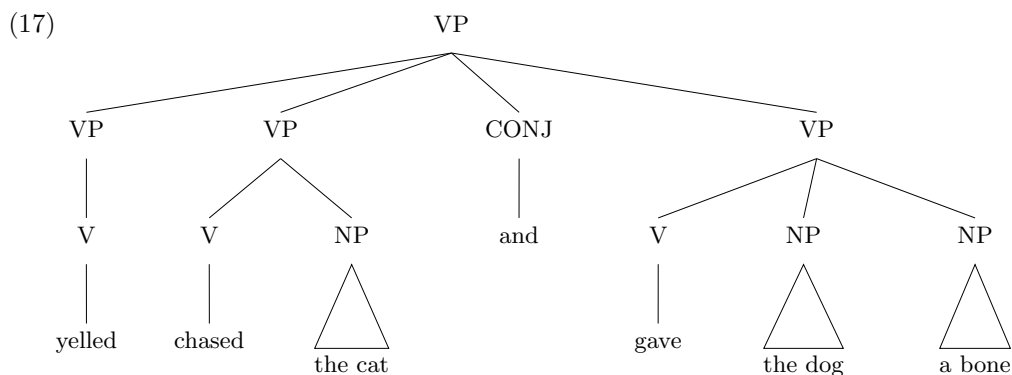 (17) VP
VP VP CONJ VP
V V NP and V NP NP
yelled chased the cat gave the dog a bone